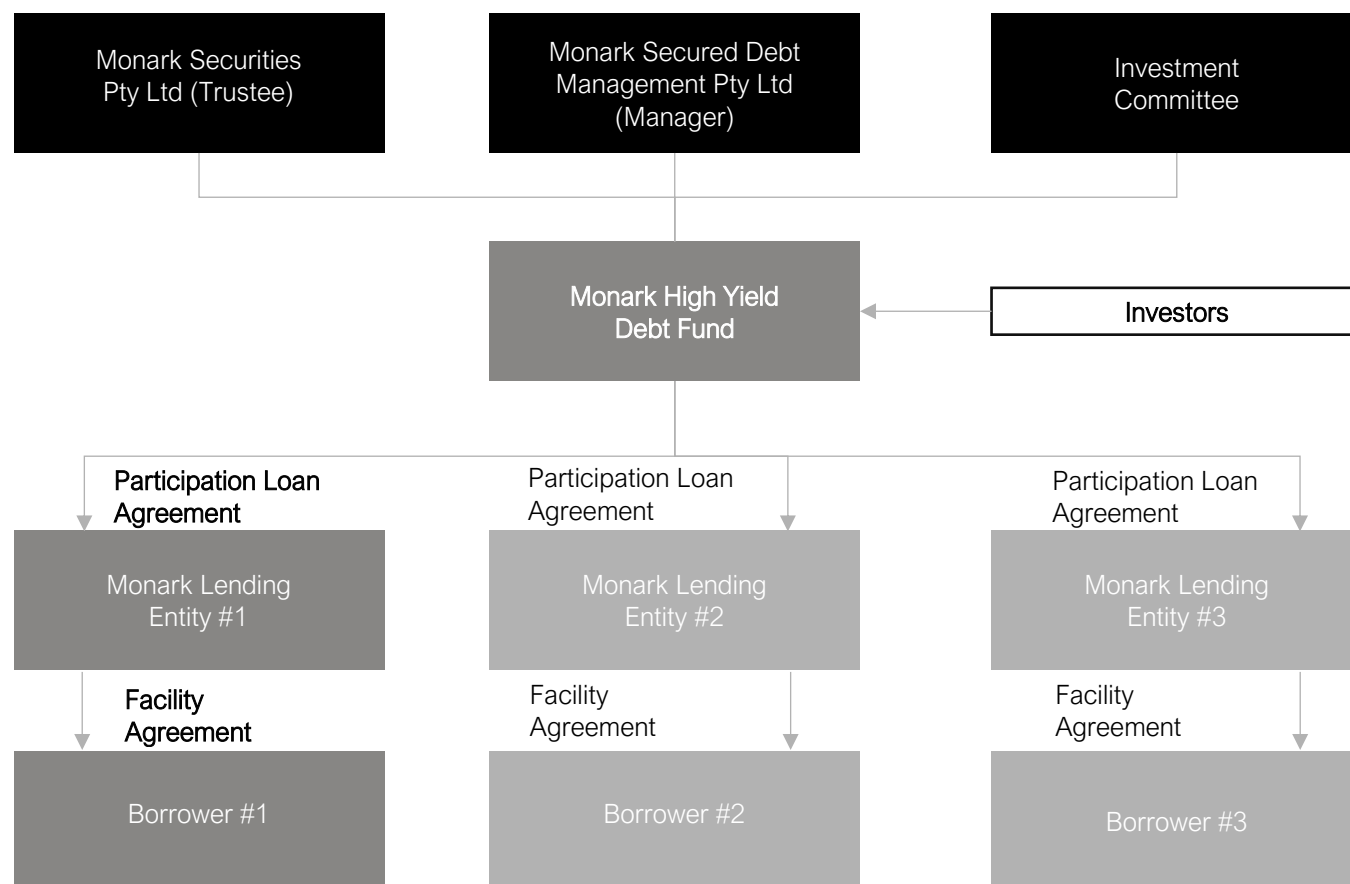 Monark Securities
Pty Ltd (Trustee)
Monark Secured Debt
Management Pty Ltd
(Manager)
Investment
Committee
Monark High Yield
Debt Fund
Investors
Participation Loan
Agreement
Participation Loan
Agreement
Participation Loan
Agreement
Monark Lending
Entity #1
Monark Lending
Entity #2
Monark Lending
Entity #3
Facility
Agreement
Facility
Agreement
Facility
Agreement
Borrower #1
Borrower #2
Borrower #3